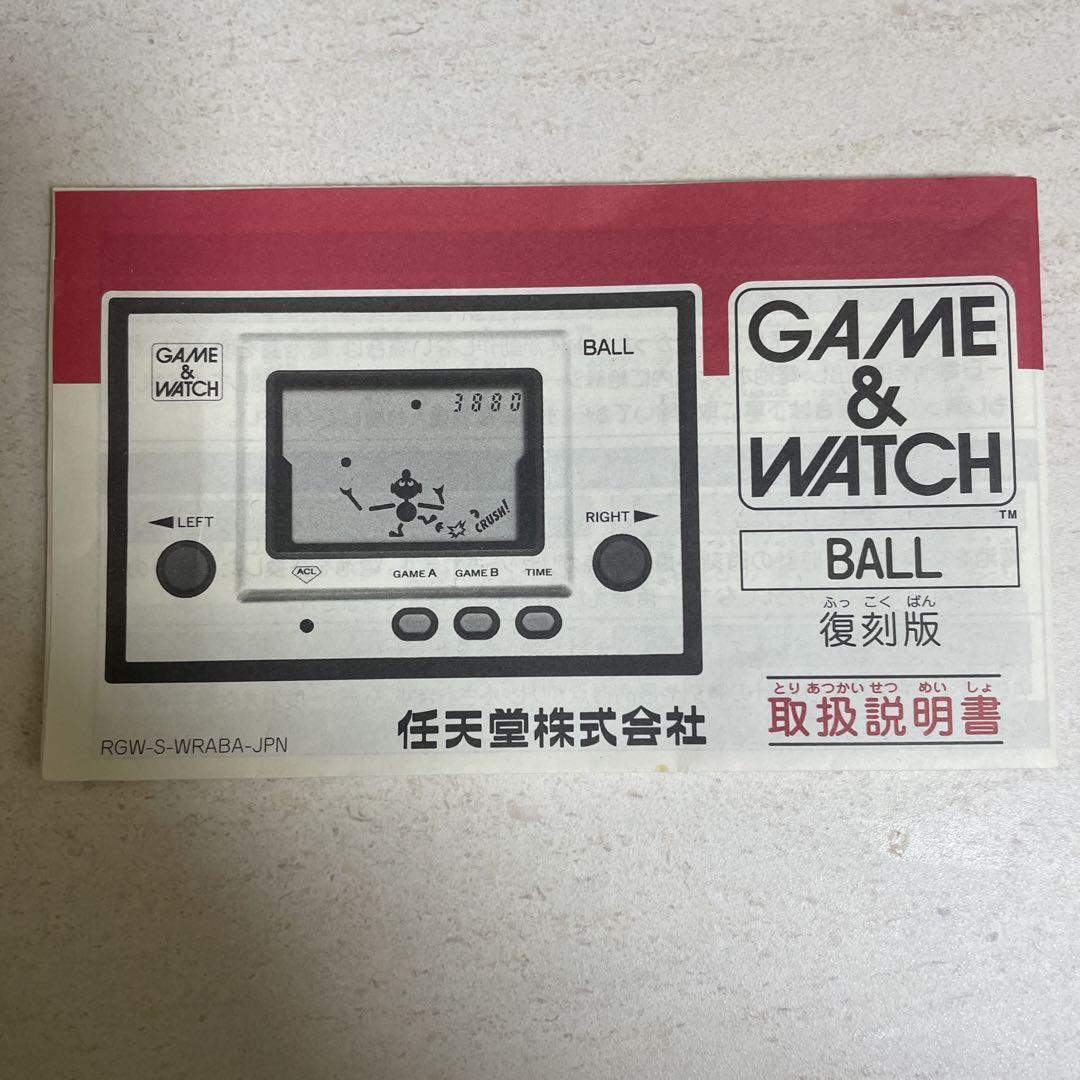 GAME
&
WATCH
BALL
3880
CRUSH!
◀LEFT
RIGHT▶
ACL
GAME A
GAME B
TIME
GAME
&
WATCH
TM
BALL
ふっこくばん
復刻版
とりあつかいせつめいしょ
取扱説明書
任天堂株式会社
RGW-S-WRABA-JPN